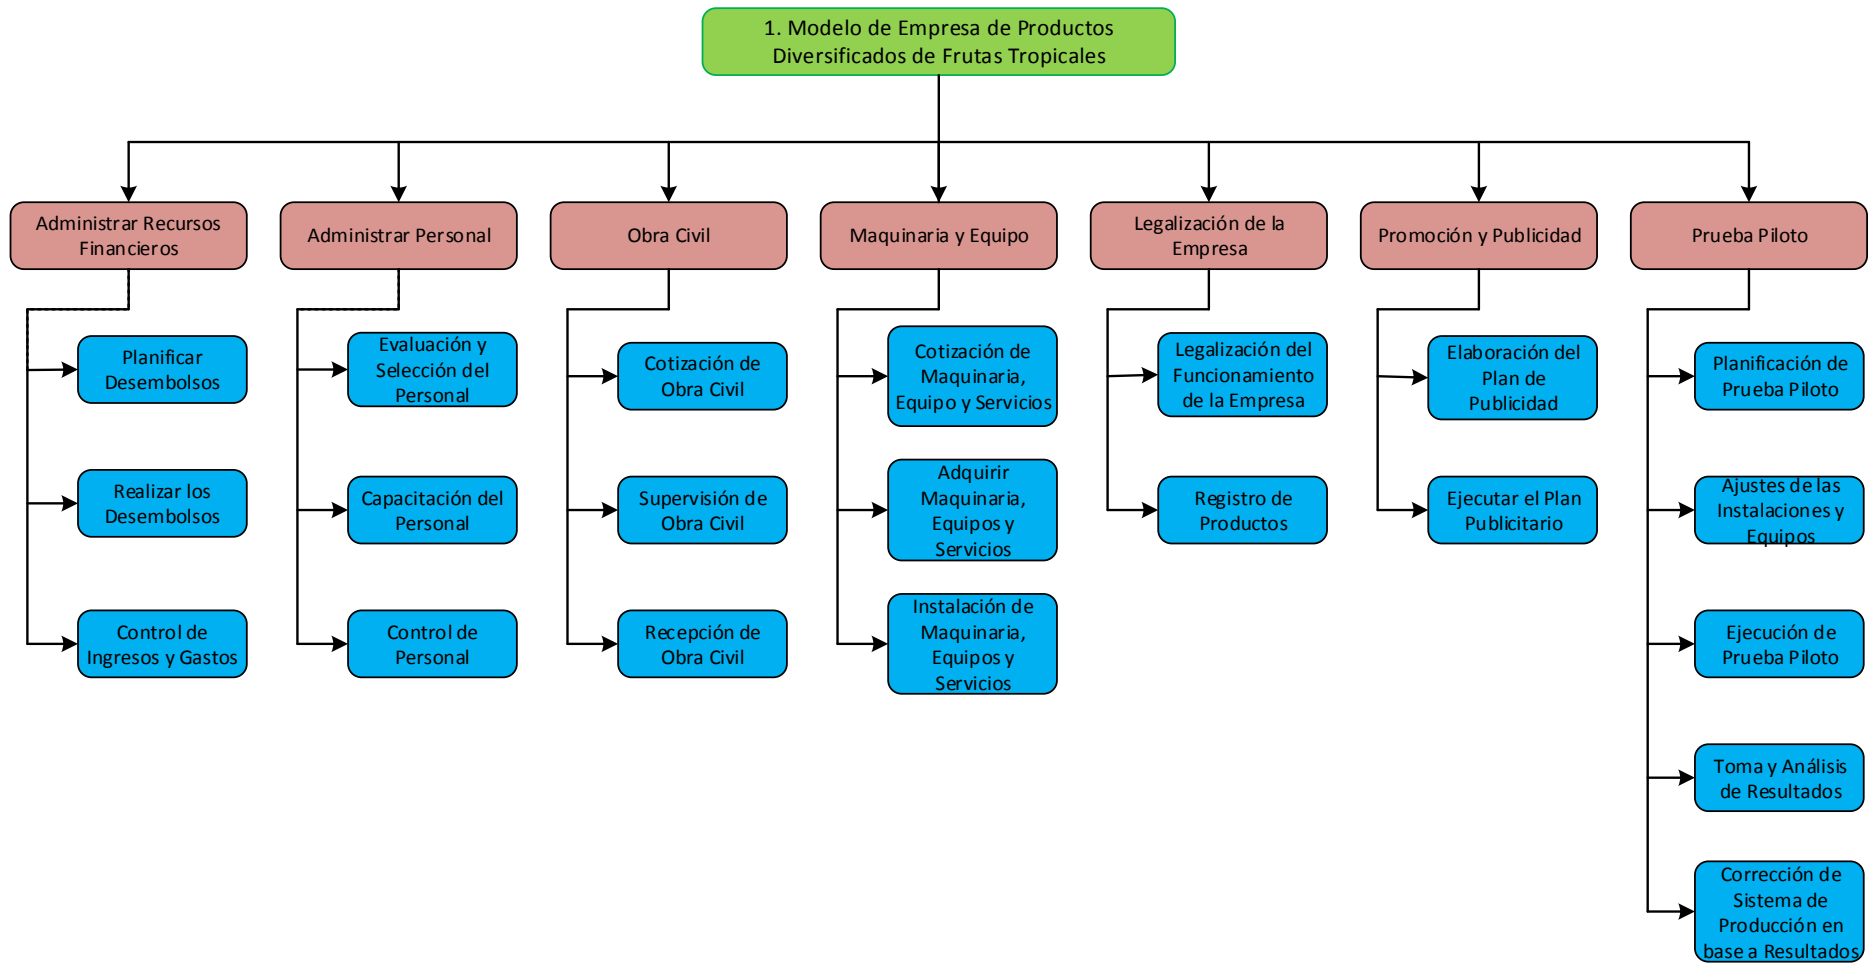 1. Modelo de Empresa de Productos
Diversificados de Frutas Tropicales
Administrar Recursos
Financieros
Administrar Personal
Obra Civil
Maquinaria y Equipo
Legalización de la
Empresa
Promoción y Publicidad
Prueba Piloto
Planificar
Desembolsos
Realizar los
Desembolsos
Control de
Ingresos y Gastos
Evaluación y
Selección del
Personal
Capacitación del
Personal
Control de
Personal
Cotización de
Obra Civil
Supervisión de
Obra Civil
Recepción de
Obra Civil
Cotización de
Maquinaria,
Equipo y Servicios
Adquirir
Maquinaria,
Equipos y
Servicios
Instalación de
Maquinaria,
Equipos y
Servicios
Legalización del
Funcionamiento
de la Empresa
Registro de
Productos
Elaboración del
Plan de
Publicidad
Ejecutar el Plan
Publicitario
Planificación de
Prueba Piloto
Ajustes de las
Instalaciones y
Equipos
Ejecución de
Prueba Piloto
Toma y Análisis
de Resultados
Corrección de
Sistema de
Producción en
base a Resultados